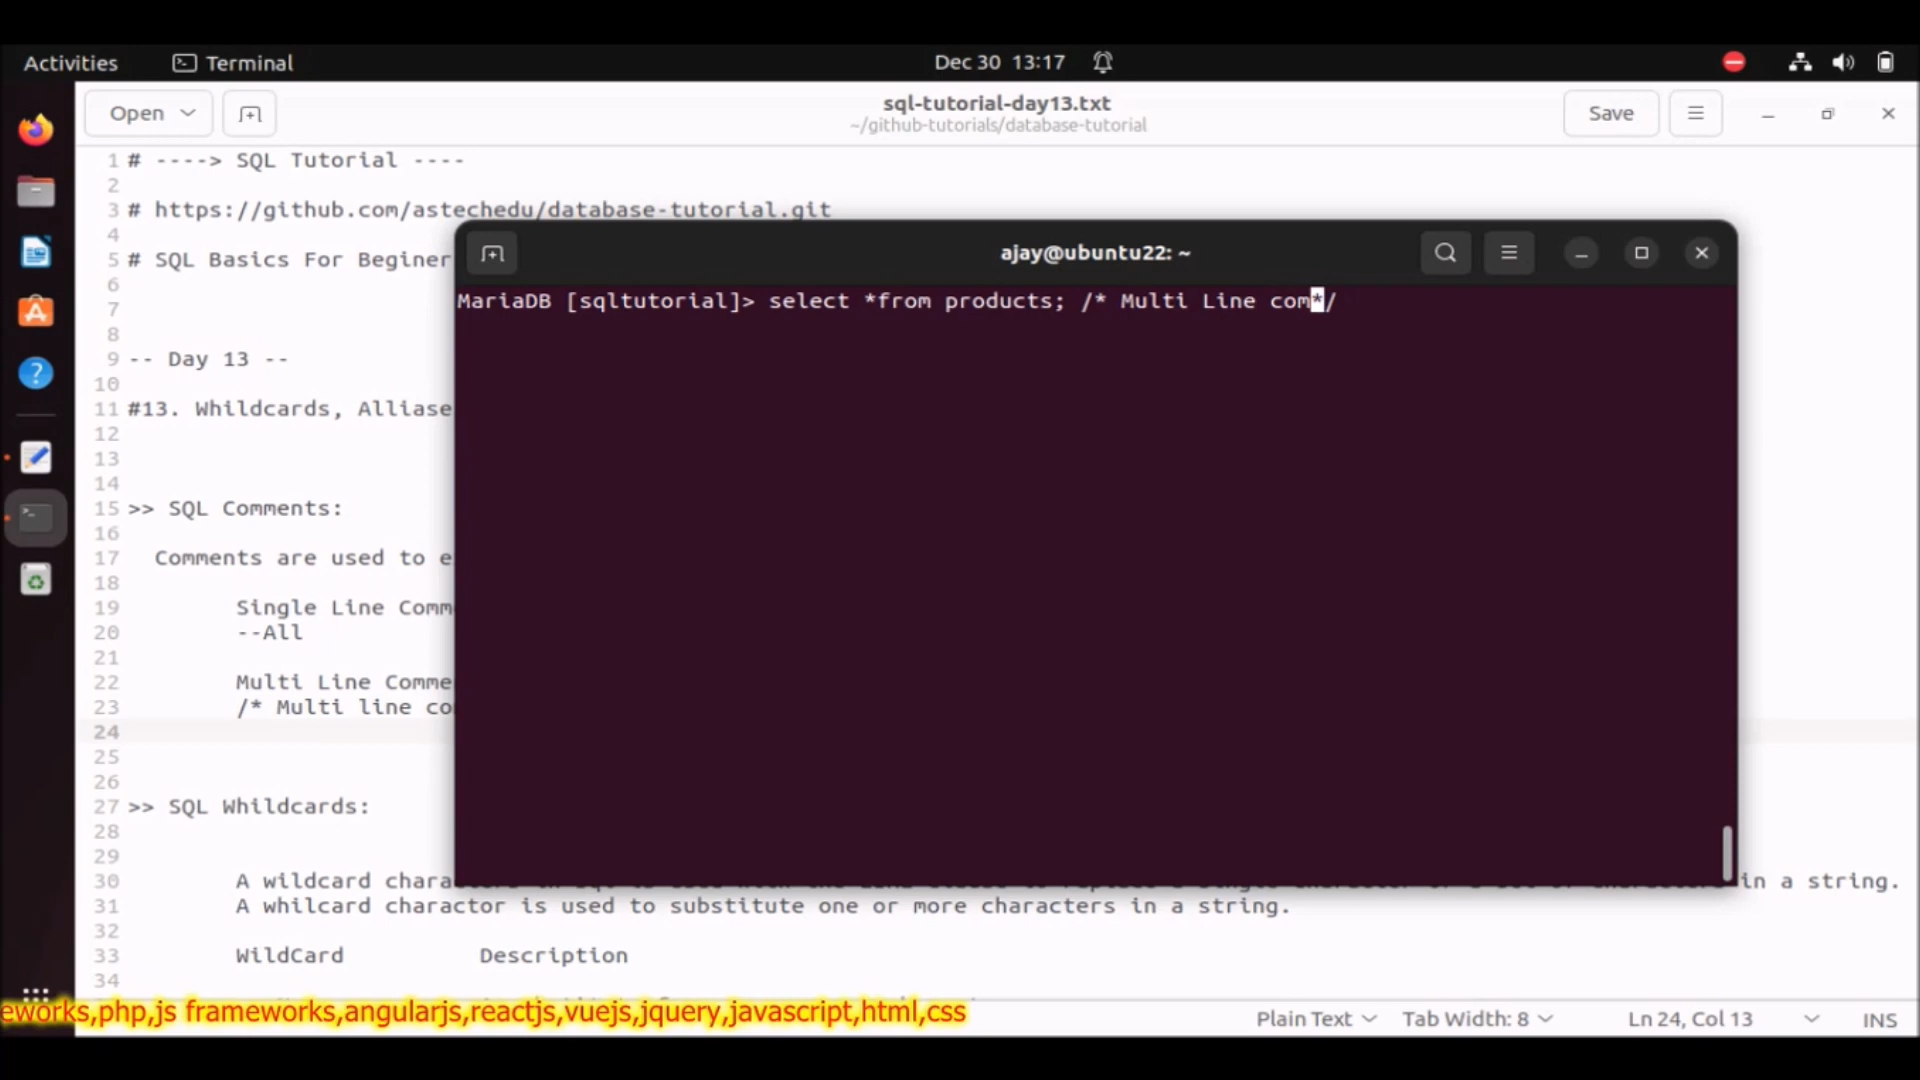 Activities
Terminal
Dec 30 13:17
Open
sql-tutorial-day13.txt
~/github-tutorials/database-tutorial
Save
1 # ----> SQL Tutorial ----
2
3 # https://github.com/astechedu/database-tutorial.git
4
5 # SQL Basics For Beginer
6
7
8
9 -- Day 13 --
10
11 #13. Whildcards, Alliase
12
13
14
15 >> SQL Comments:
16
17 Comments are used to e
18
19 Single Line Comm
20 --All
21
22 Multi Line Comme
23 /* Multi line co
24
25
26
27 >> SQL Whildcards:
28
29
30 A wildcard chara in a string.
31 A whilcard charactor is used to substitute one or more characters in a string.
32
33 WildCard Description
34
ajay@ubuntu22: ~
MariaDB [sqltutorial]> select *from products; /* Multi Line com*/
eworks,php,js frameworks,angularjs,reactjs,vuejs,jquery,javascript,html,css
Plain Text
Tab Width: 8
Ln 24, Col 13
INS